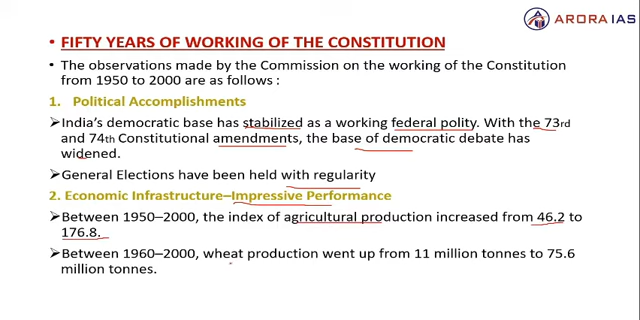 ARORA IAS
• FIFTY YEARS OF WORKING OF THE CONSTITUTION
• The observations made by the Commission on the working of the Constitution
from 1950 to 2000 are as follows :
1. Political Accomplishments
➢India's democratic base has stabilized as a working federal polity. With the 73rd
and 74th Constitutional amendments, the base of democratic debate has
widened.
➢General Elections have been held with regularity
2. Economic Infrastructure–Impressive Performance
➢Between 1950–2000, the index of agricultural production increased from 46.2 to
176.8.
➢Between 1960–2000, wheat production went up from 11 million tonnes to 75.6
million tonnes.